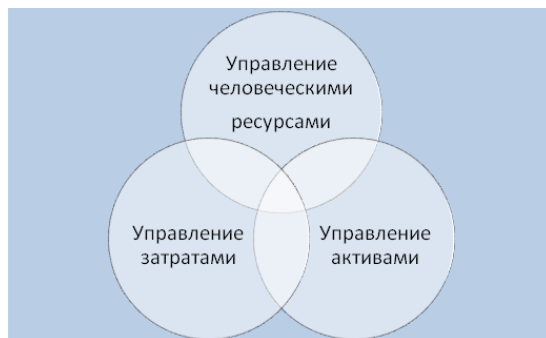 Управление
человеческими
ресурсами
Управление
затратами
Управление
активами